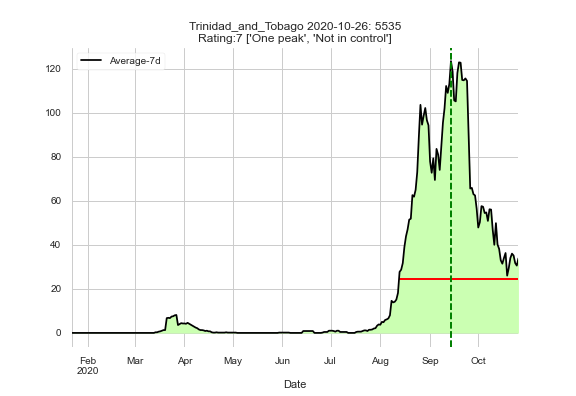 Trinidad_and_Tobago 2020-10-26: 5535
Rating:7 ['One peak', 'Not in control']
Average-7d
120
100
80
60
40
20
0
Feb Mar Apr May Jun Jul Aug Sep Oct
2020
Date